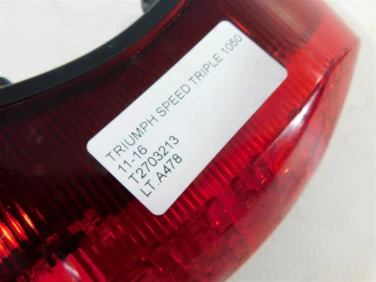 TRIUMPH SPEED TRIPLE 1050
11-16
T2703213
LT.A478